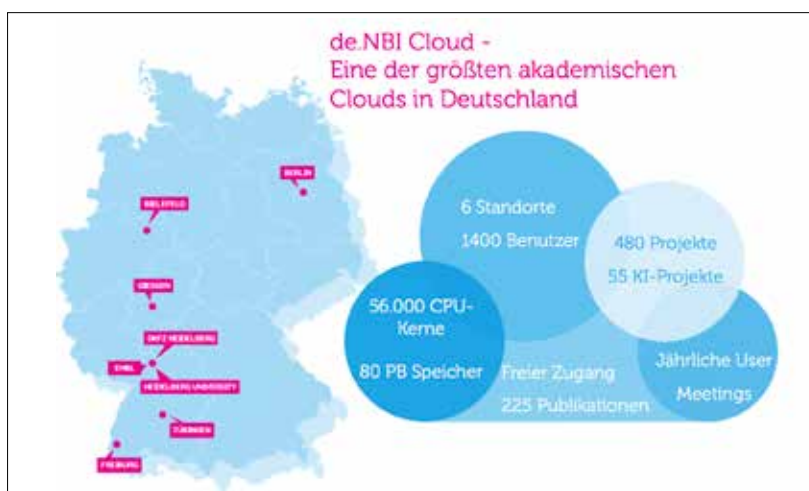 de.NBI Cloud -
Eine der größten akademischen
Clouds in Deutschland
BERLIN
BIELEFELD
GIESSEN
DKFZ HEIDELBERG
EMBL
HEIDELBERG UNIVERSITY
TÜBINGEN
FREIBURG
6 Standorte
1400 Benutzer
480 Projekte
55 KI-Projekte
56.000 CPU-
Kerne
80 PB Speicher
Freier Zugang
225 Publikationen
Jährliche User
Meetings